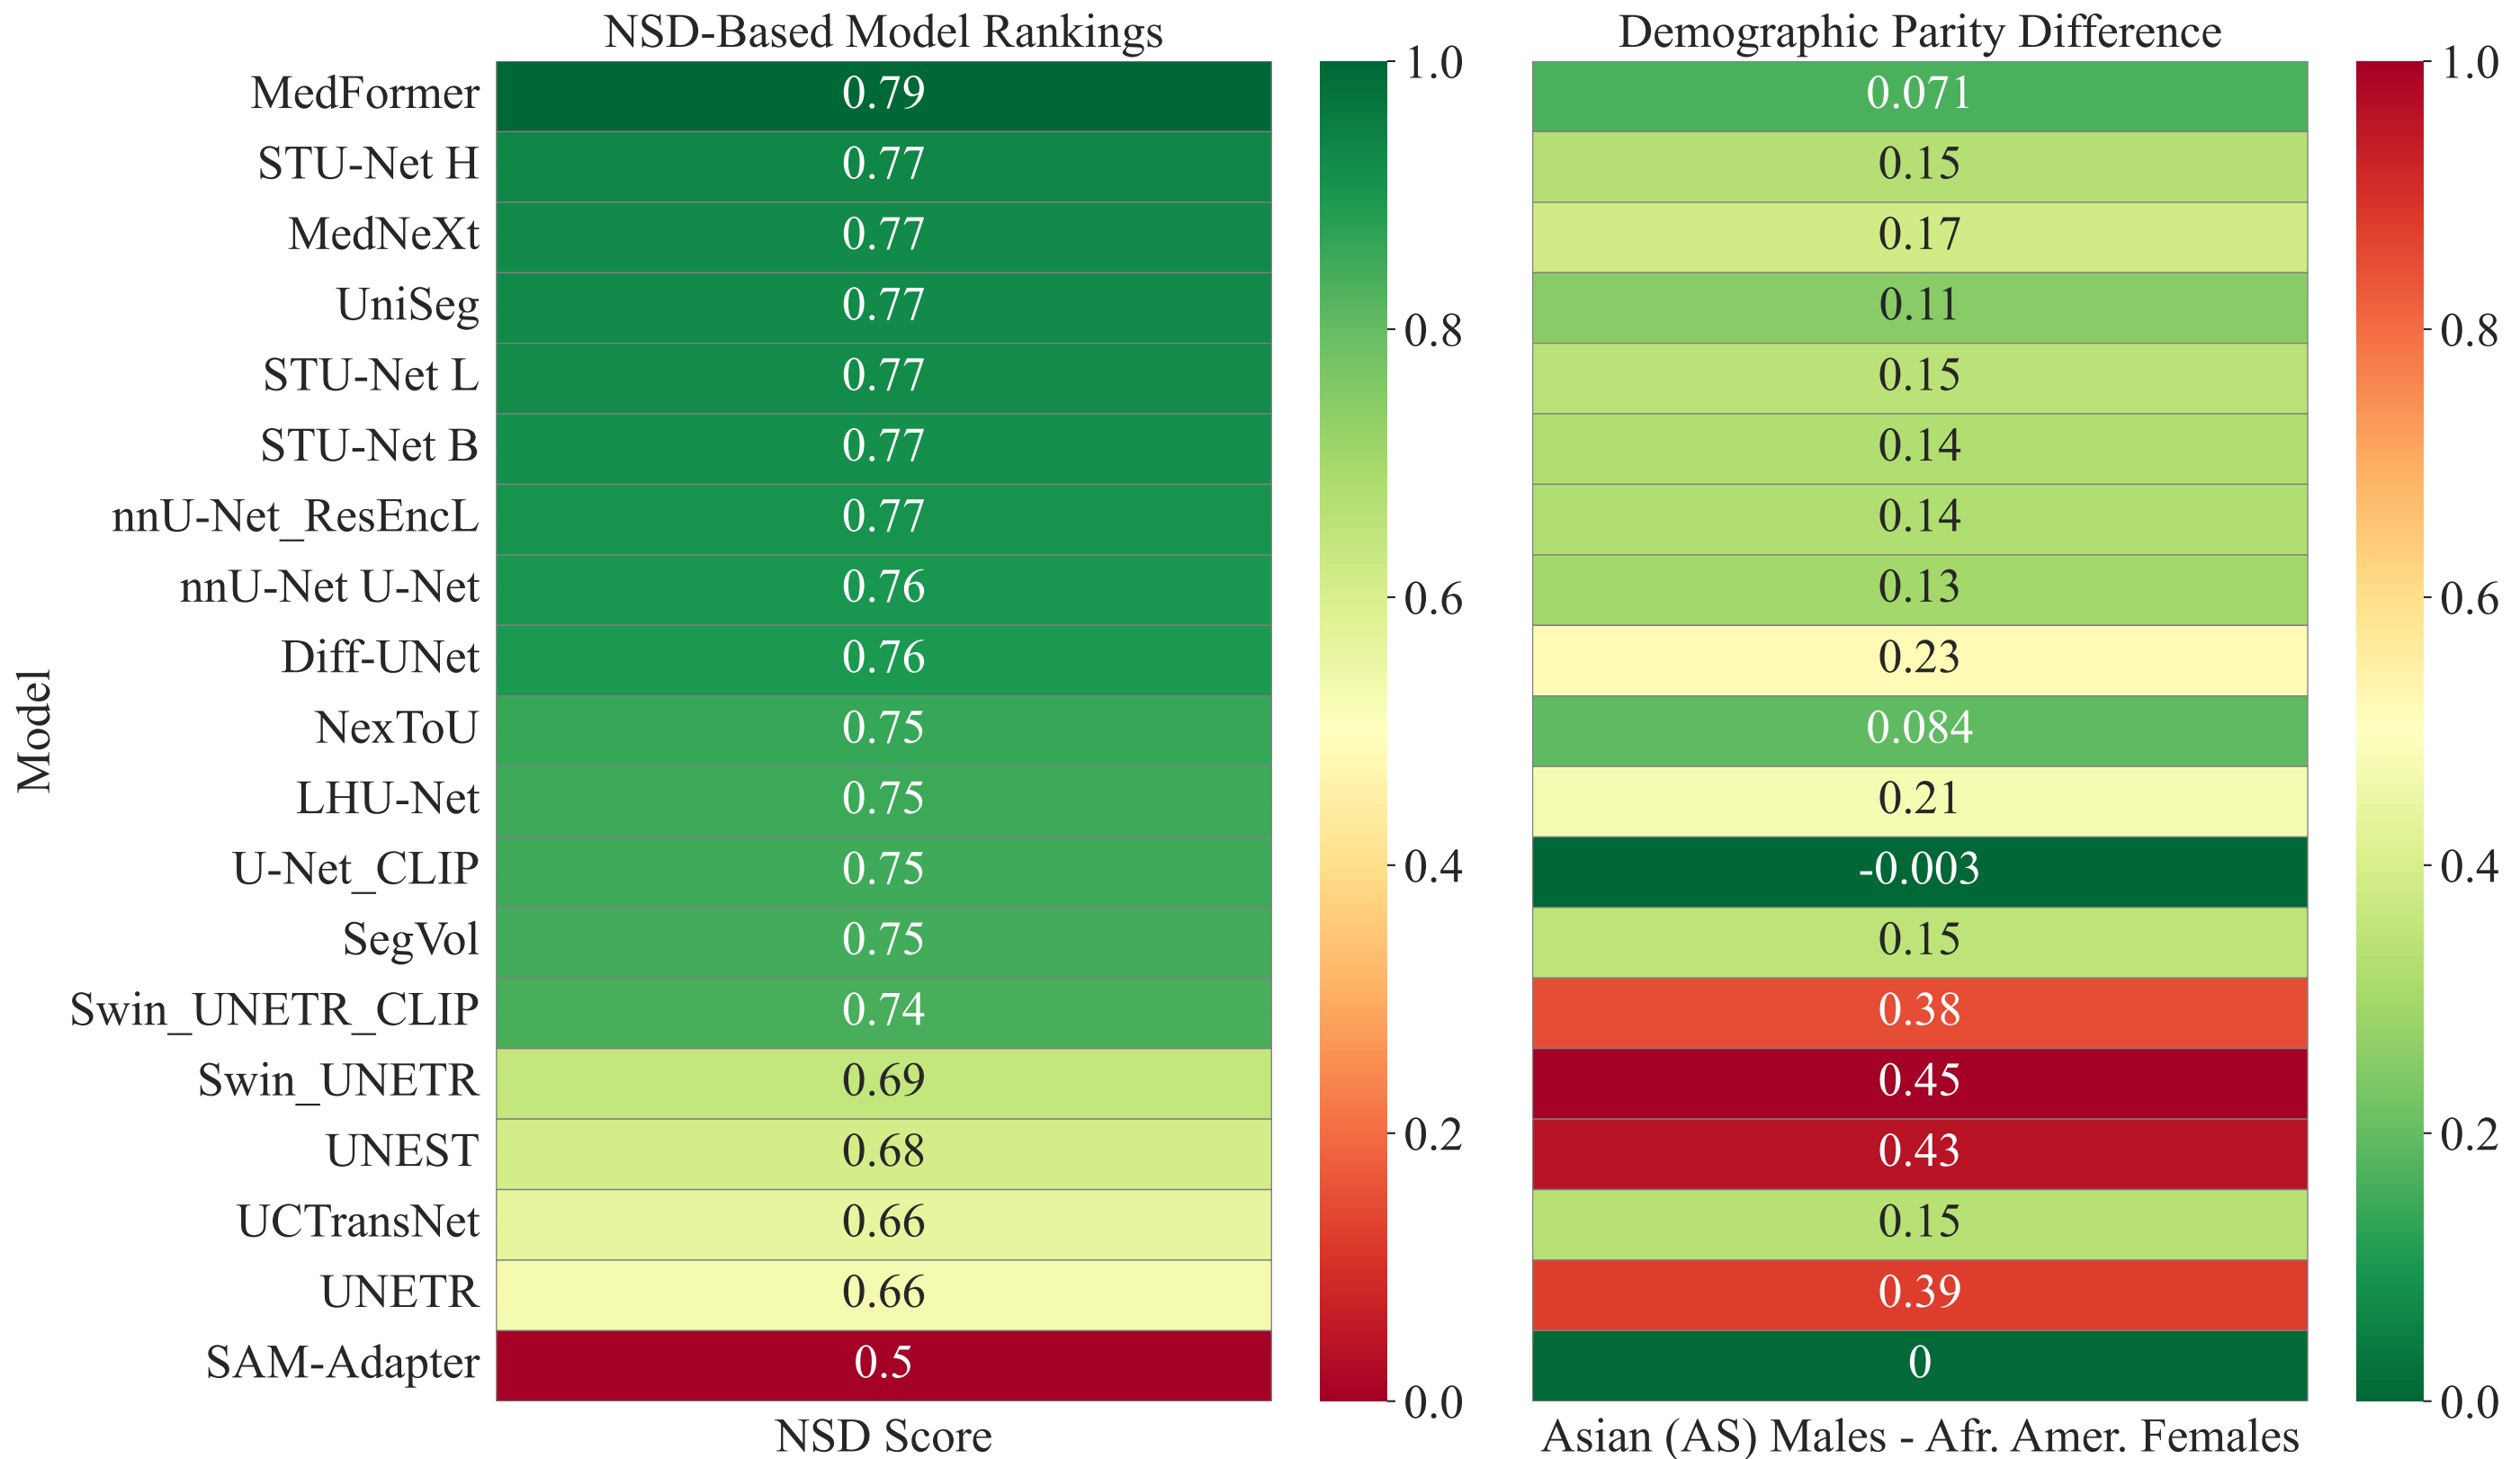 NSD-Based Model Rankings
Demographic Parity Difference
Model
MedFormer 0.79 0.071
STU-Net H 0.77 0.15
MedNeXt 0.77 0.17
UniSeg 0.77 0.11
STU-Net L 0.77 0.15
STU-Net B 0.77 0.14
nnU-Net_ResEncL 0.77 0.14
nnU-Net U-Net 0.76 0.13
Diff-UNet 0.76 0.23
NexToU 0.75 0.084
LHU-Net 0.75 0.21
U-Net_CLIP 0.75 -0.003
SegVol 0.75 0.15
Swin_UNETR_CLIP 0.74 0.38
Swin_UNETR 0.69 0.45
UNEST 0.68 0.43
UCTransNet 0.66 0.15
UNETR 0.66 0.39
SAM-Adapter 0.5 0
1.0
0.8
0.6
0.4
0.2
0.0
1.0
0.8
0.6
0.4
0.2
0.0
NSD Score
Asian (AS) Males - Afr. Amer. Females